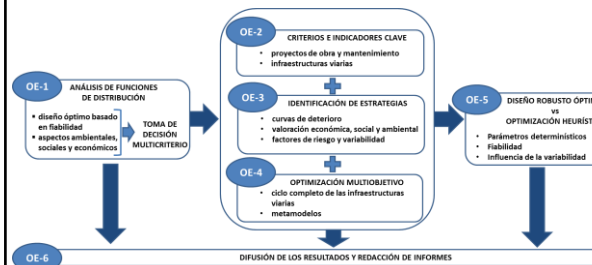 OE-1
ANÁLISIS DE FUNCIONES
DE DISTRIBUCIÓN
• diseño óptimo basado
en fiabilidad
• aspectos ambientales,
sociales y económicos
TOMA DE
DECISIÓN
MULTICRITERIO
OE-2
CRITERIOS E INDICADORES CLAVE
• proyectos de obra y mantenimiento
• infraestructuras viarias
OE-3
IDENTIFICACIÓN DE ESTRATEGIAS
• curvas de deterioro
• valoración económica, social y ambiental
• factores de riesgo y variabilidad
OE-4
OPTIMIZACIÓN MULTIOBJETIVO
• ciclo completo de las infraestructuras
viarias
• metamodelos
OE-5
DISEÑO ROBUSTO ÓPTI
vs
OPTIMIZACIÓN HEURÍST
• Parámetros determinísticos
• Fiabilidad
• Influencia de la variabilidad
OE-6
DIFUSIÓN DE LOS RESULTADOS Y REDACCIÓN DE INFORMES